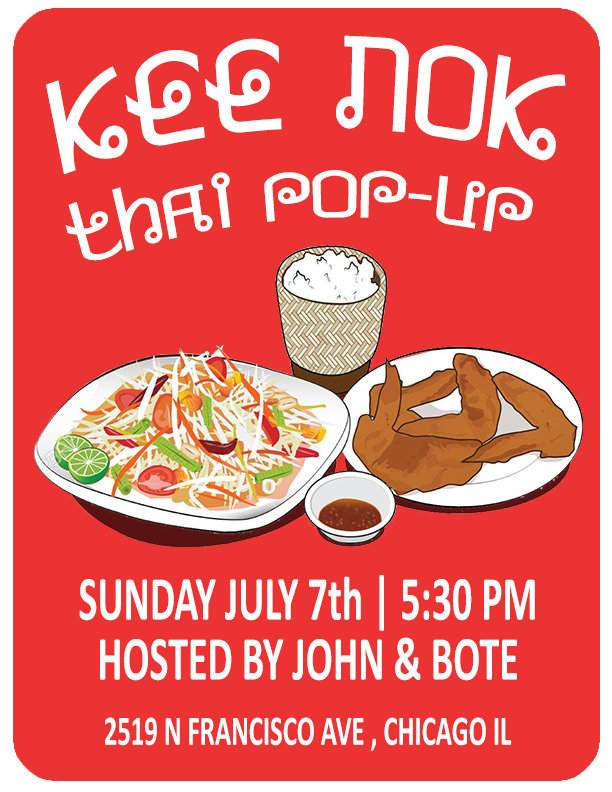 KEE NOK
thAi POP-UP
SUNDAY JULY 7th | 5:30 PM
HOSTED BY JOHN & BOTE
2519 N FRANCISCO AVE , CHICAGO IL